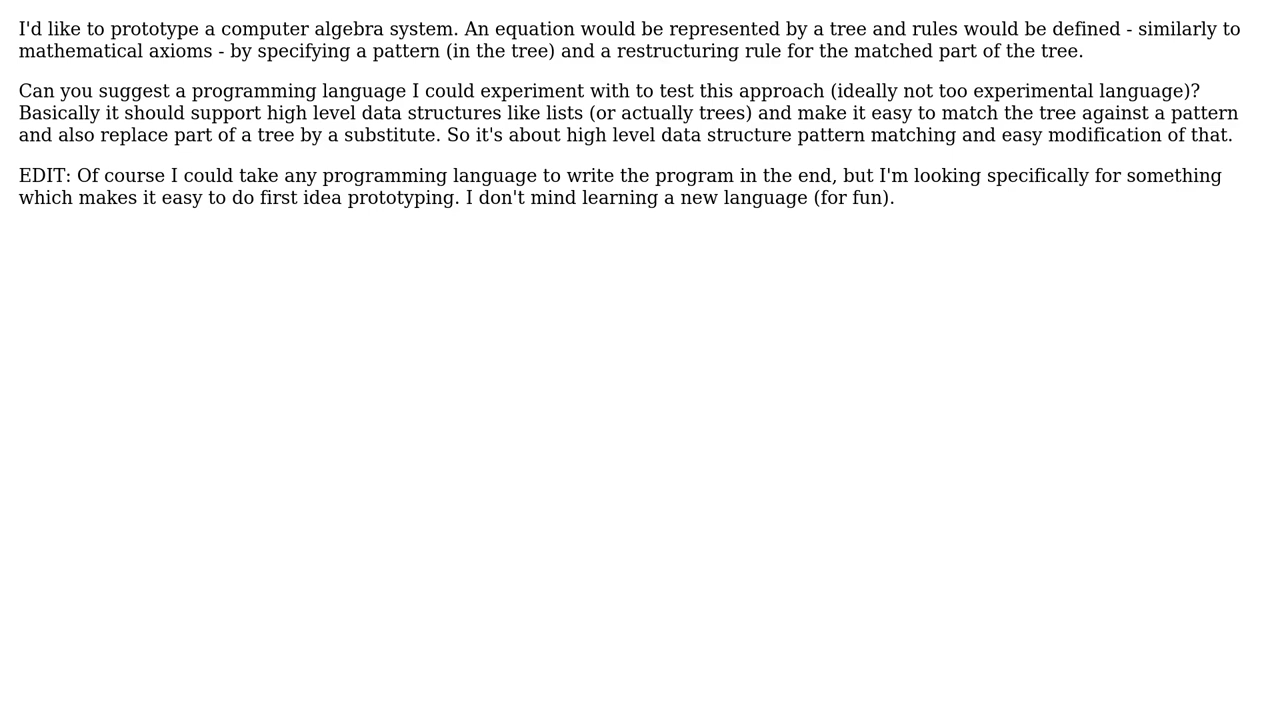 I'd like to prototype a computer algebra system. An equation would be represented by a tree and rules would be defined - similarly to
mathematical axioms - by specifying a pattern (in the tree) and a restructuring rule for the matched part of the tree.
Can you suggest a programming language I could experiment with to test this approach (ideally not too experimental language)?
Basically it should support high level data structures like lists (or actually trees) and make it easy to match the tree against a pattern
and also replace part of a tree by a substitute. So it's about high level data structure pattern matching and easy modification of that.
EDIT: Of course I could take any programming language to write the program in the end, but I'm looking specifically for something
which makes it easy to do first idea prototyping. I don't mind learning a new language (for fun).